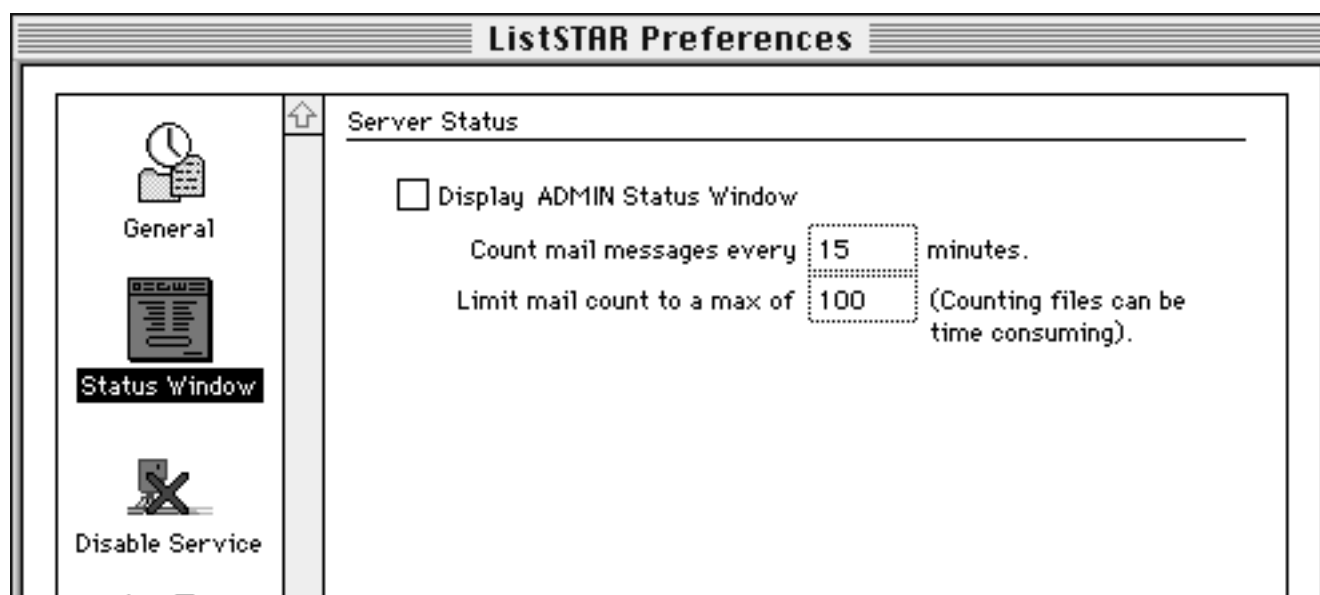 ListSTAR Preferences
General
Status Window
Disable Service
Server Status
Display ADMIN Status Window
Count mail messages every 15 minutes.
Limit mail count to a max of 100 (Counting files can be
time consuming).